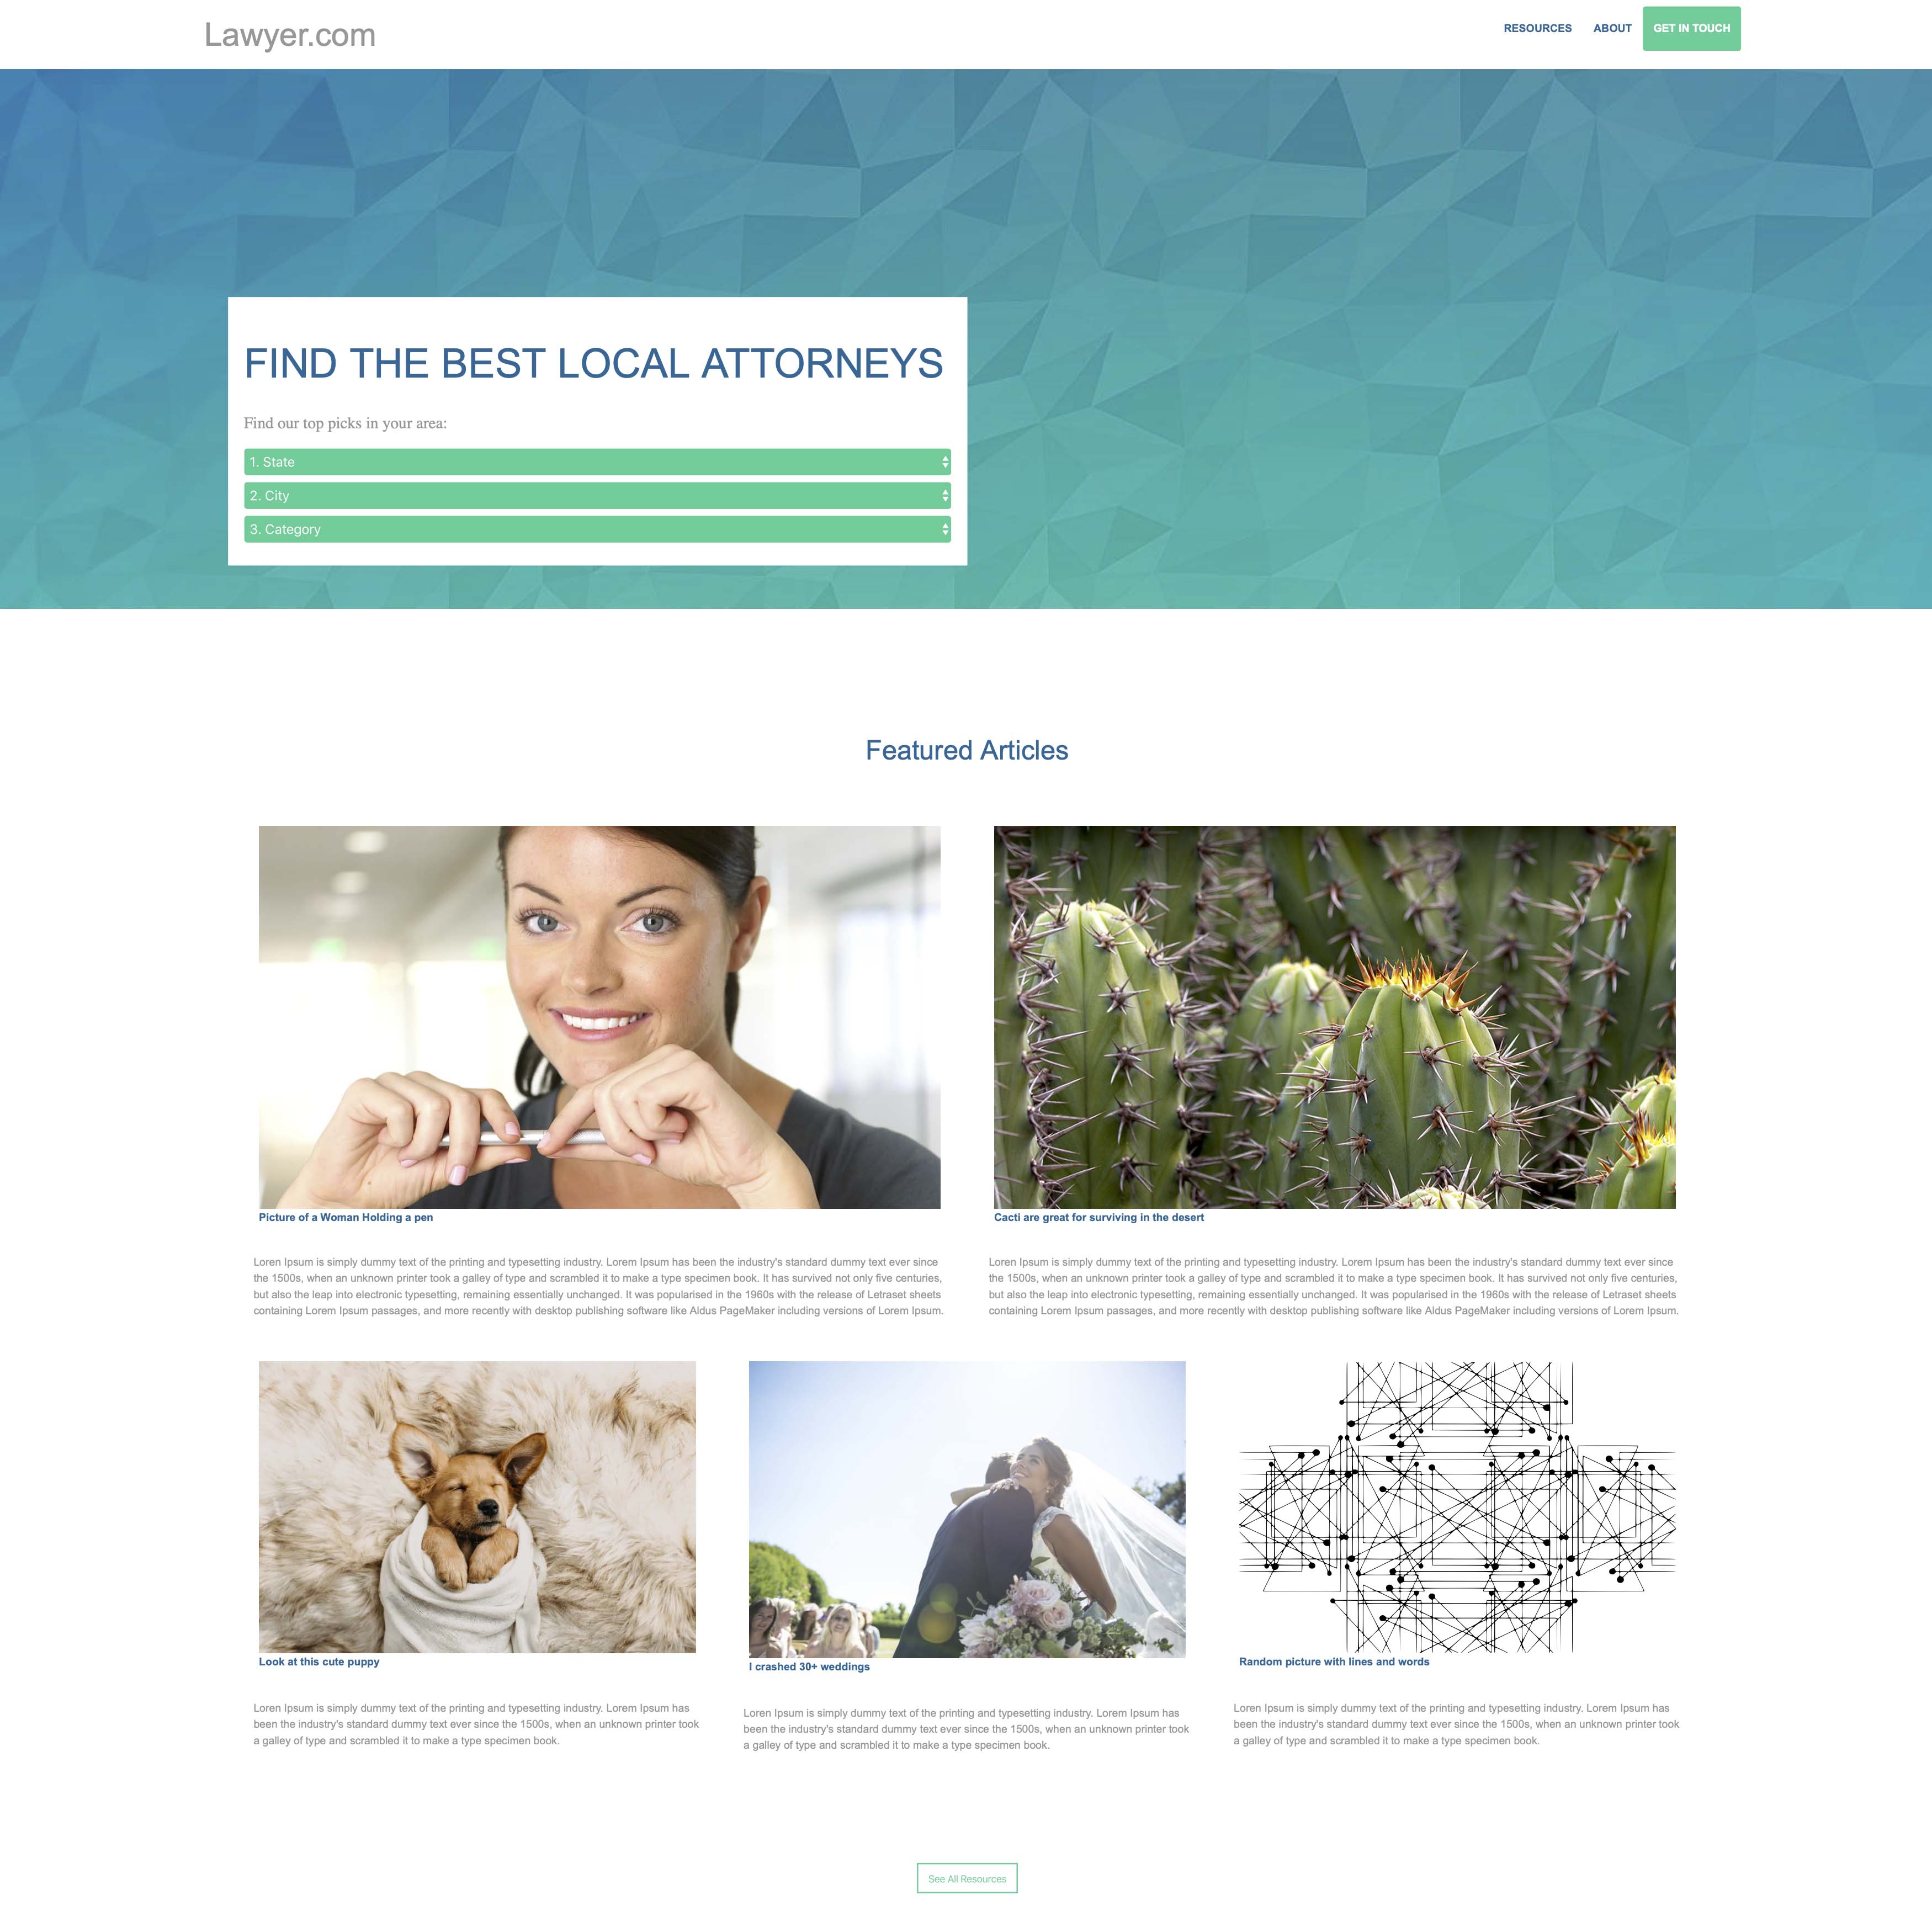 Lawyer.com
RESOURCES ABOUT GET IN TOUCH
FIND THE BEST LOCAL ATTORNEYS
Find our top picks in your area:
1. State
2. City
3. Category
Featured Articles
Picture of a Woman Holding a pen
Loren Ipsum is simply dummy text of the printing and typesetting industry. Lorem Ipsum has been the industry's standard dummy text ever since
the 1500s, when an unknown printer took a galley of type and scrambled it to make a type specimen book. It has survived not only five centuries,
but also the leap into electronic typesetting, remaining essentially unchanged. It was popularised in the 1960s with the release of Letraset sheets
containing Lorem Ipsum passages, and more recently with desktop publishing software like Aldus PageMaker including versions of Lorem Ipsum.
Cacti are great for surviving in the desert
Loren Ipsum is simply dummy text of the printing and typesetting industry. Lorem Ipsum has been the industry's standard dummy text ever since
the 1500s, when an unknown printer took a galley of type and scrambled it to make a type specimen book. It has survived not only five centuries,
but also the leap into electronic typesetting, remaining essentially unchanged. It was popularised in the 1960s with the release of Letraset sheets
containing Lorem Ipsum passages, and more recently with desktop publishing software like Aldus PageMaker including versions of Lorem Ipsum.
Look at this cute puppy
Loren Ipsum is simply dummy text of the printing and typesetting industry. Lorem Ipsum has
been the industry's standard dummy text ever since the 1500s, when an unknown printer took
a galley of type and scrambled it to make a type specimen book.
I crashed 30+ weddings
Loren Ipsum is simply dummy text of the printing and typesetting industry. Lorem Ipsum has
been the industry's standard dummy text ever since the 1500s, when an unknown printer took
a galley of type and scrambled it to make a type specimen book.
Random picture with lines and words
Loren Ipsum is simply dummy text of the printing and typesetting industry. Lorem Ipsum has
been the industry's standard dummy text ever since the 1500s, when an unknown printer took
a galley of type and scrambled it to make a type specimen book.
See All Resources